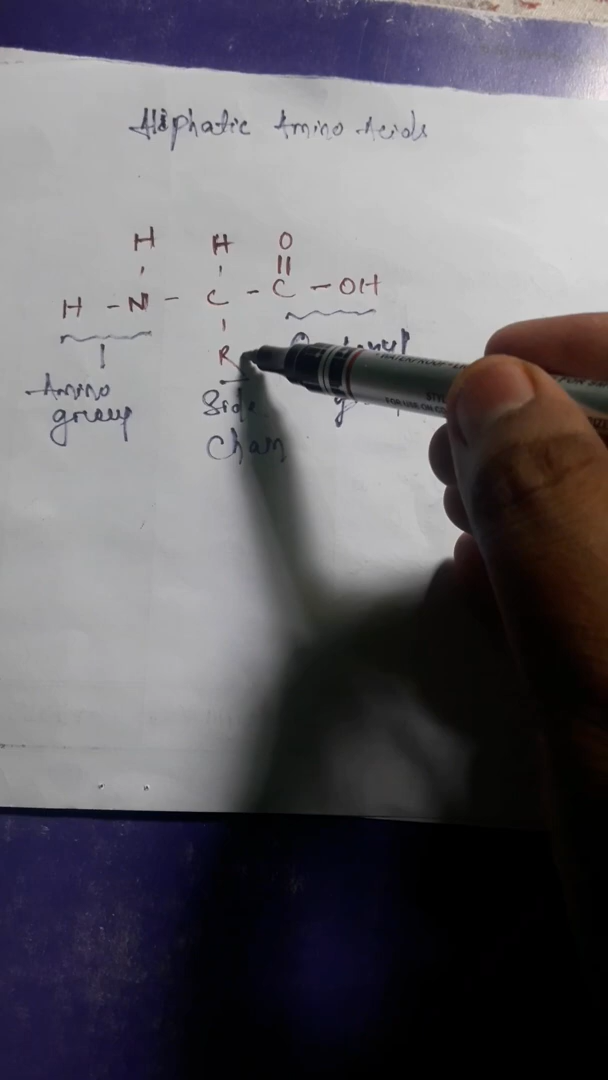 Aliphatic Amino Acids
H H O
H - N - C - C - OH
R
Amino group
Side chain